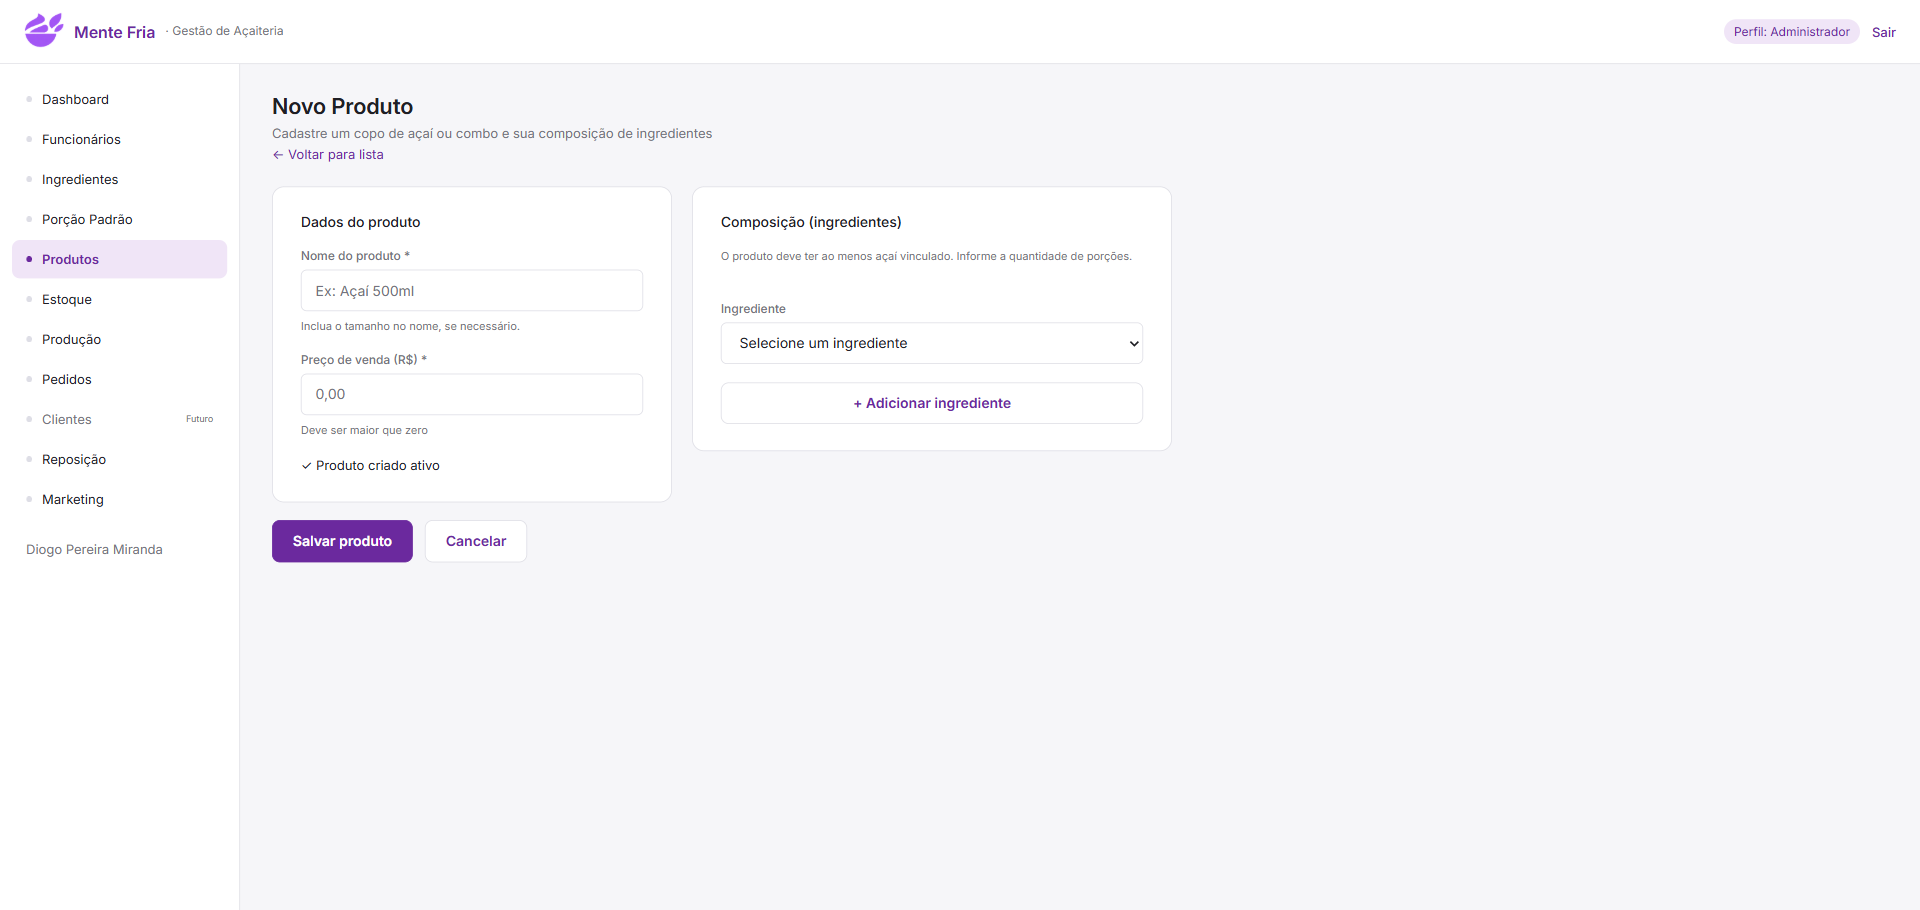 Mente Fria · Gestão de Açaiteria
Perfil: Administrador Sair
Dashboard
Funcionários
Ingredientes
Porção Padrão
Produtos
Estoque
Produção
Pedidos
Clientes Futuro
Reposição
Marketing
Diogo Pereira Miranda
Novo Produto
Cadastre um copo de açaí ou combo e sua composição de ingredientes
← Voltar para lista
Dados do produto
Nome do produto *
Ex: Açaí 500ml
Inclua o tamanho no nome, se necessário.
Preço de venda (R$) *
0,00
Deve ser maior que zero
✓ Produto criado ativo
Composição (ingredientes)
O produto deve ter ao menos açaí vinculado. Informe a quantidade de porções.
Ingrediente
Selecione um ingrediente
+ Adicionar ingrediente
Salvar produto Cancelar